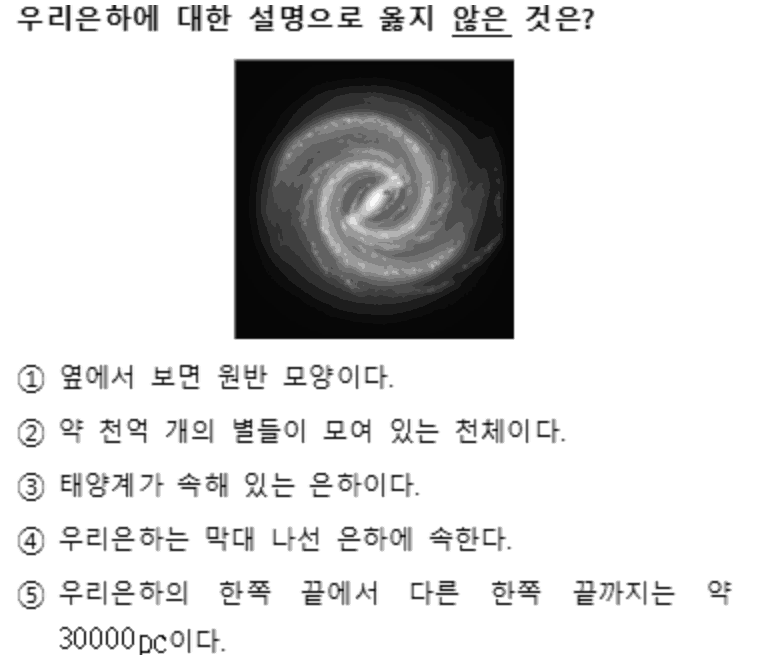 우리은하에 대한 설명으로 옳지 않은 것은?
① 옆에서 보면 원반 모양이다.
② 약 천억 개의 별들이 모여 있는 천체이다.
③ 태양계가 속해 있는 은하이다.
④ 우리은하는 막대 나선 은하에 속한다.
⑤ 우리은하의 한쪽 끝에서 다른 한쪽 끝까지는 약
30000pc이다.